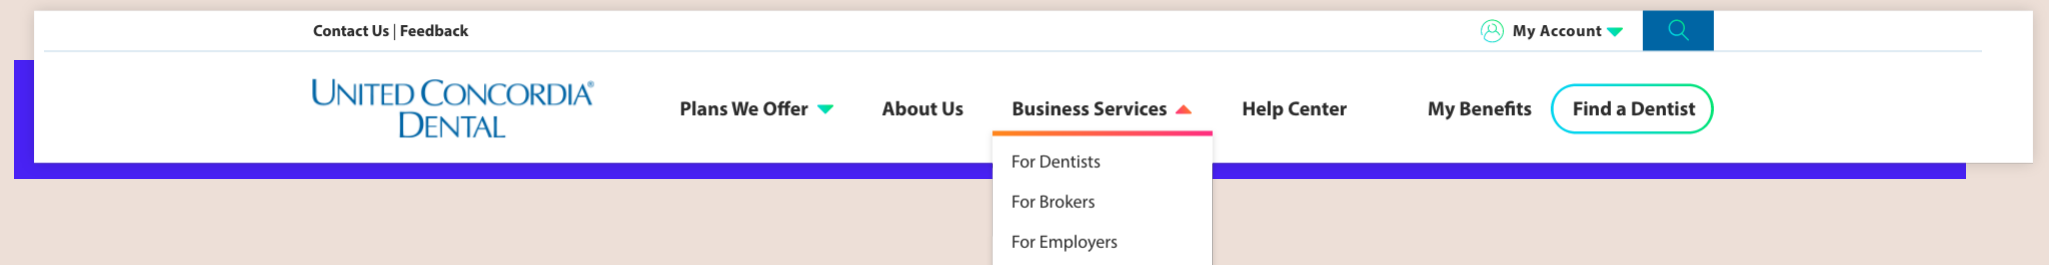 Contact Us | Feedback
My Account
UNITED CONCORDIA®
DENTAL
Plans We Offer
About Us
Business Services
Help Center
My Benefits
Find a Dentist
For Dentists
For Brokers
For Employers